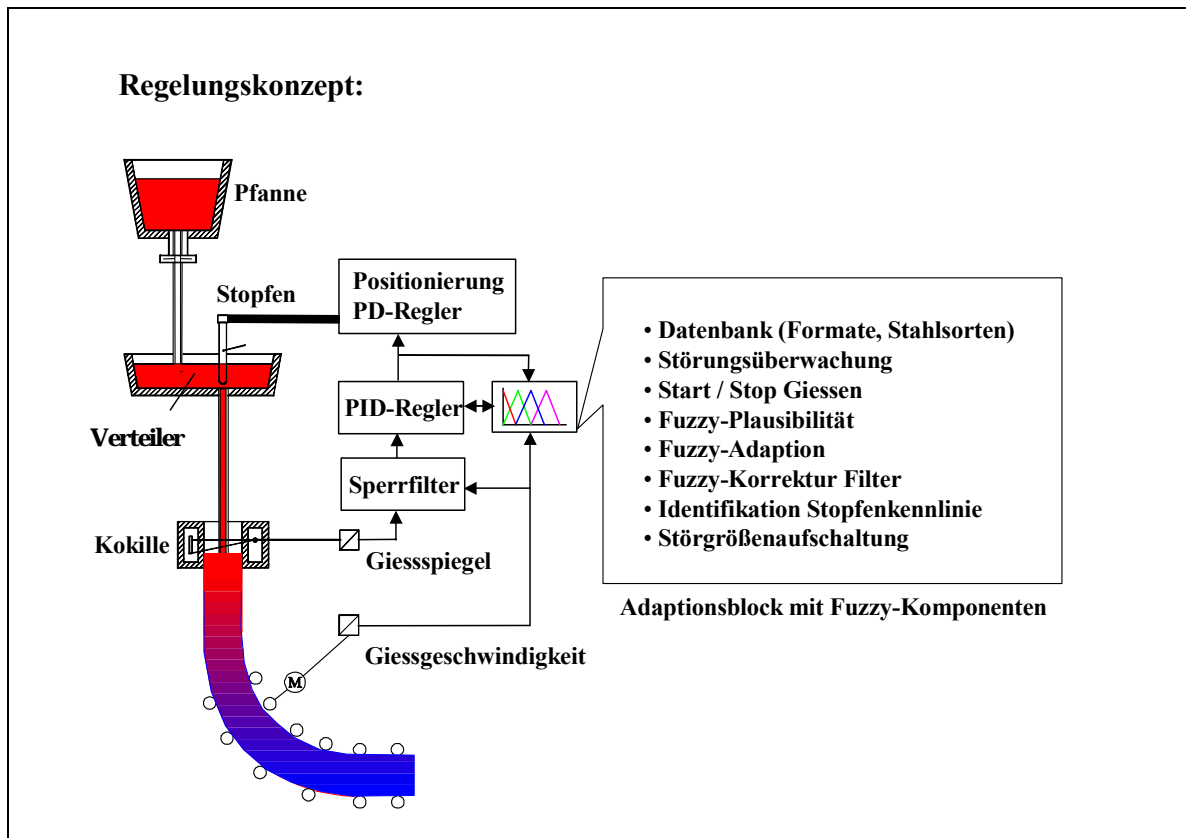 Regelungskonzept:
Pfanne
Stopfen
Positionierung
PD-Regler
• Datenbank (Formate, Stahlsorten)
• Störungsüberwachung
• Start / Stop Giessen
• Fuzzy-Plausibilität
• Fuzzy-Adaption
• Fuzzy-Korrektur Filter
• Identifikation Stopfenkennlinie
• Störgrößenaufschaltung
PID-Regler
Verteiler
Sperrfilter
Kokille
Giessspiegel
Adaptionsblock mit Fuzzy-Komponenten
Giessgeschwindigkeit
M